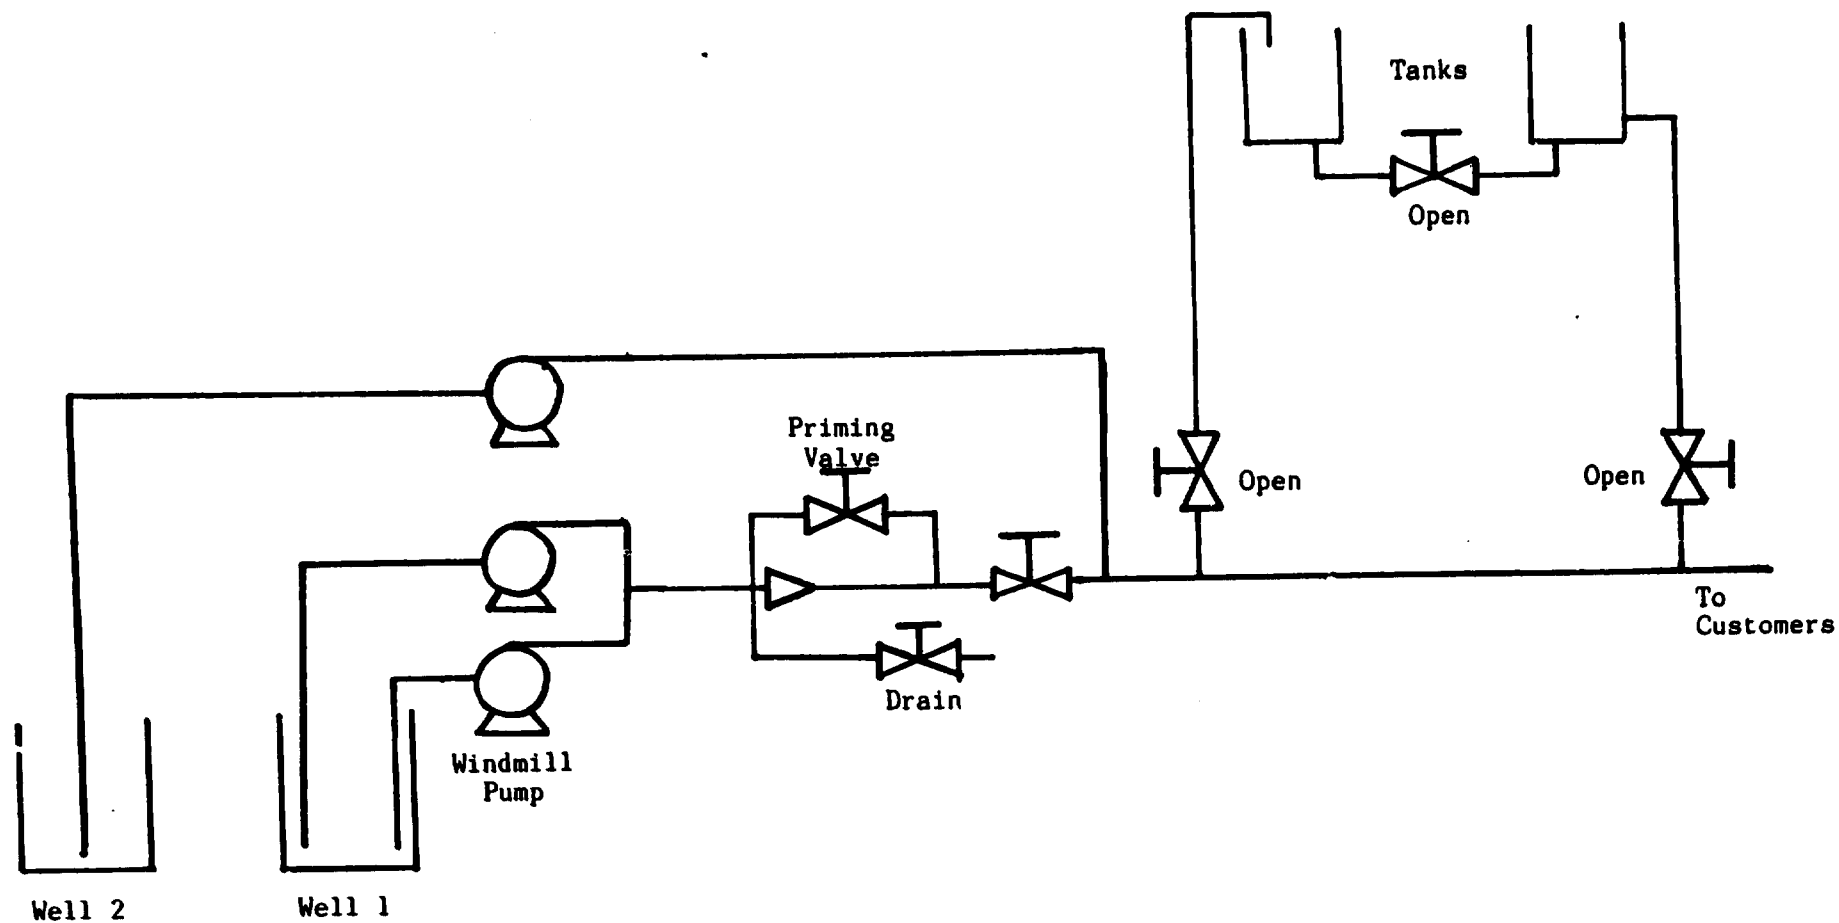 Tanks
Open
Priming
Valve
Open
Open
To
Customers
Drain
Windmill
Pump
Well 2
Well 1